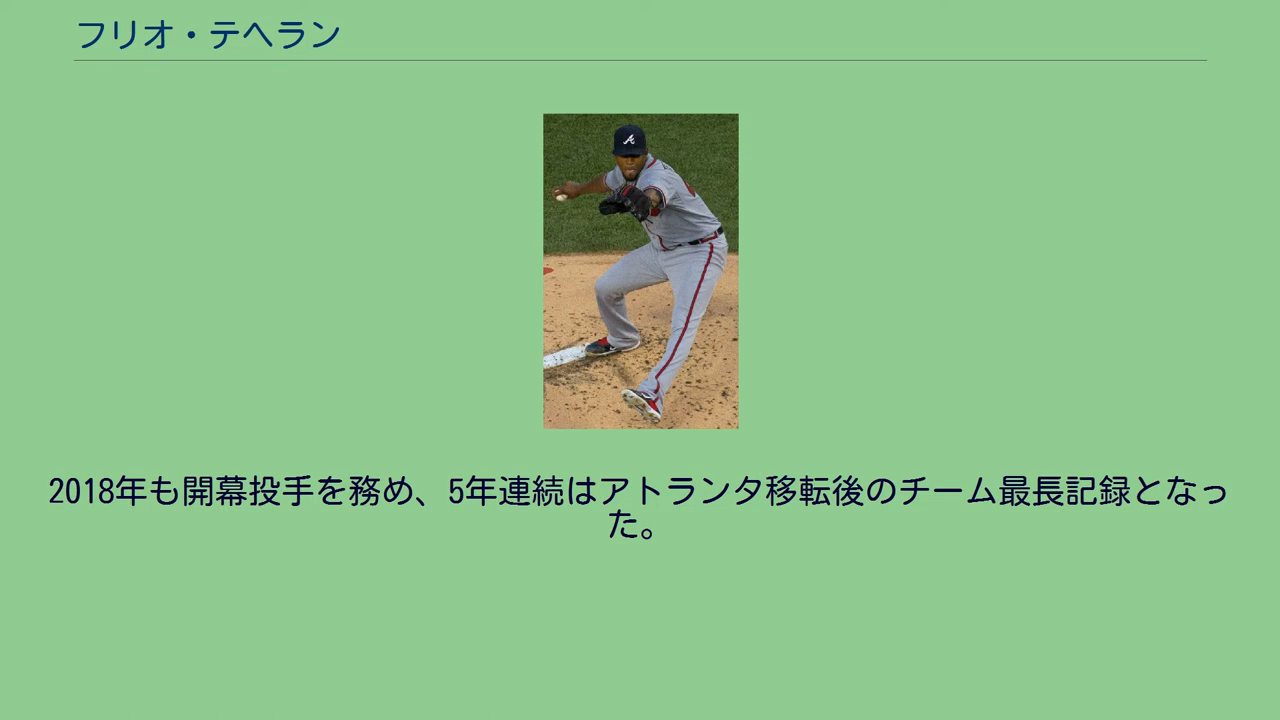 フリオ・テヘラン
2018年も開幕投手を務め、5年連続はアトランタ移転後のチーム最長記録となっ
た。